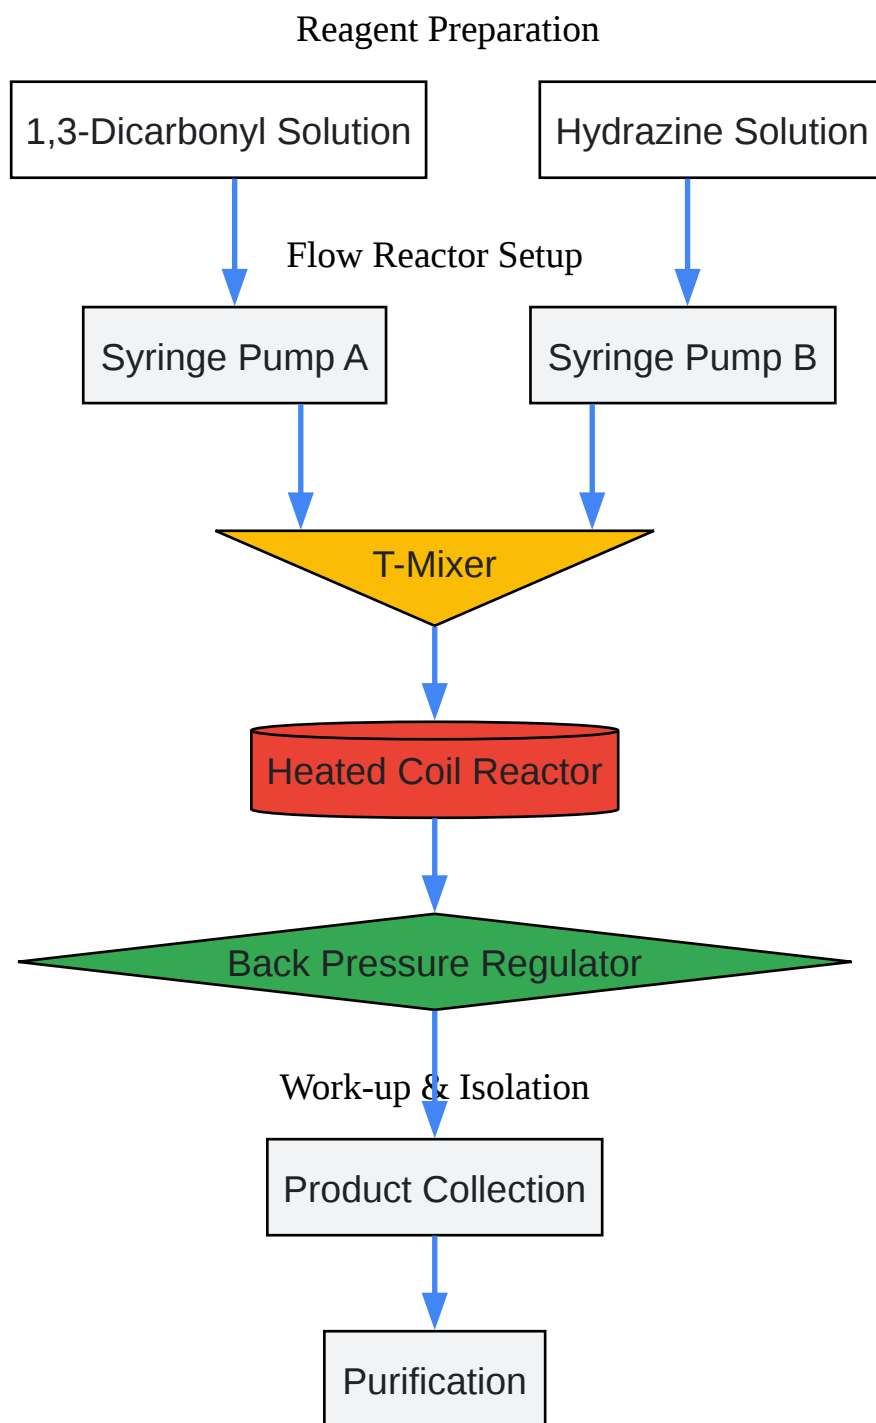 Reagent Preparation
1,3-Dicarbonyl Solution
Hydrazine Solution
Flow Reactor Setup
Syringe Pump A
Syringe Pump B
T-Mixer
Heated Coil Reactor
Back Pressure Regulator
Work-up & Isolation
Product Collection
Purification